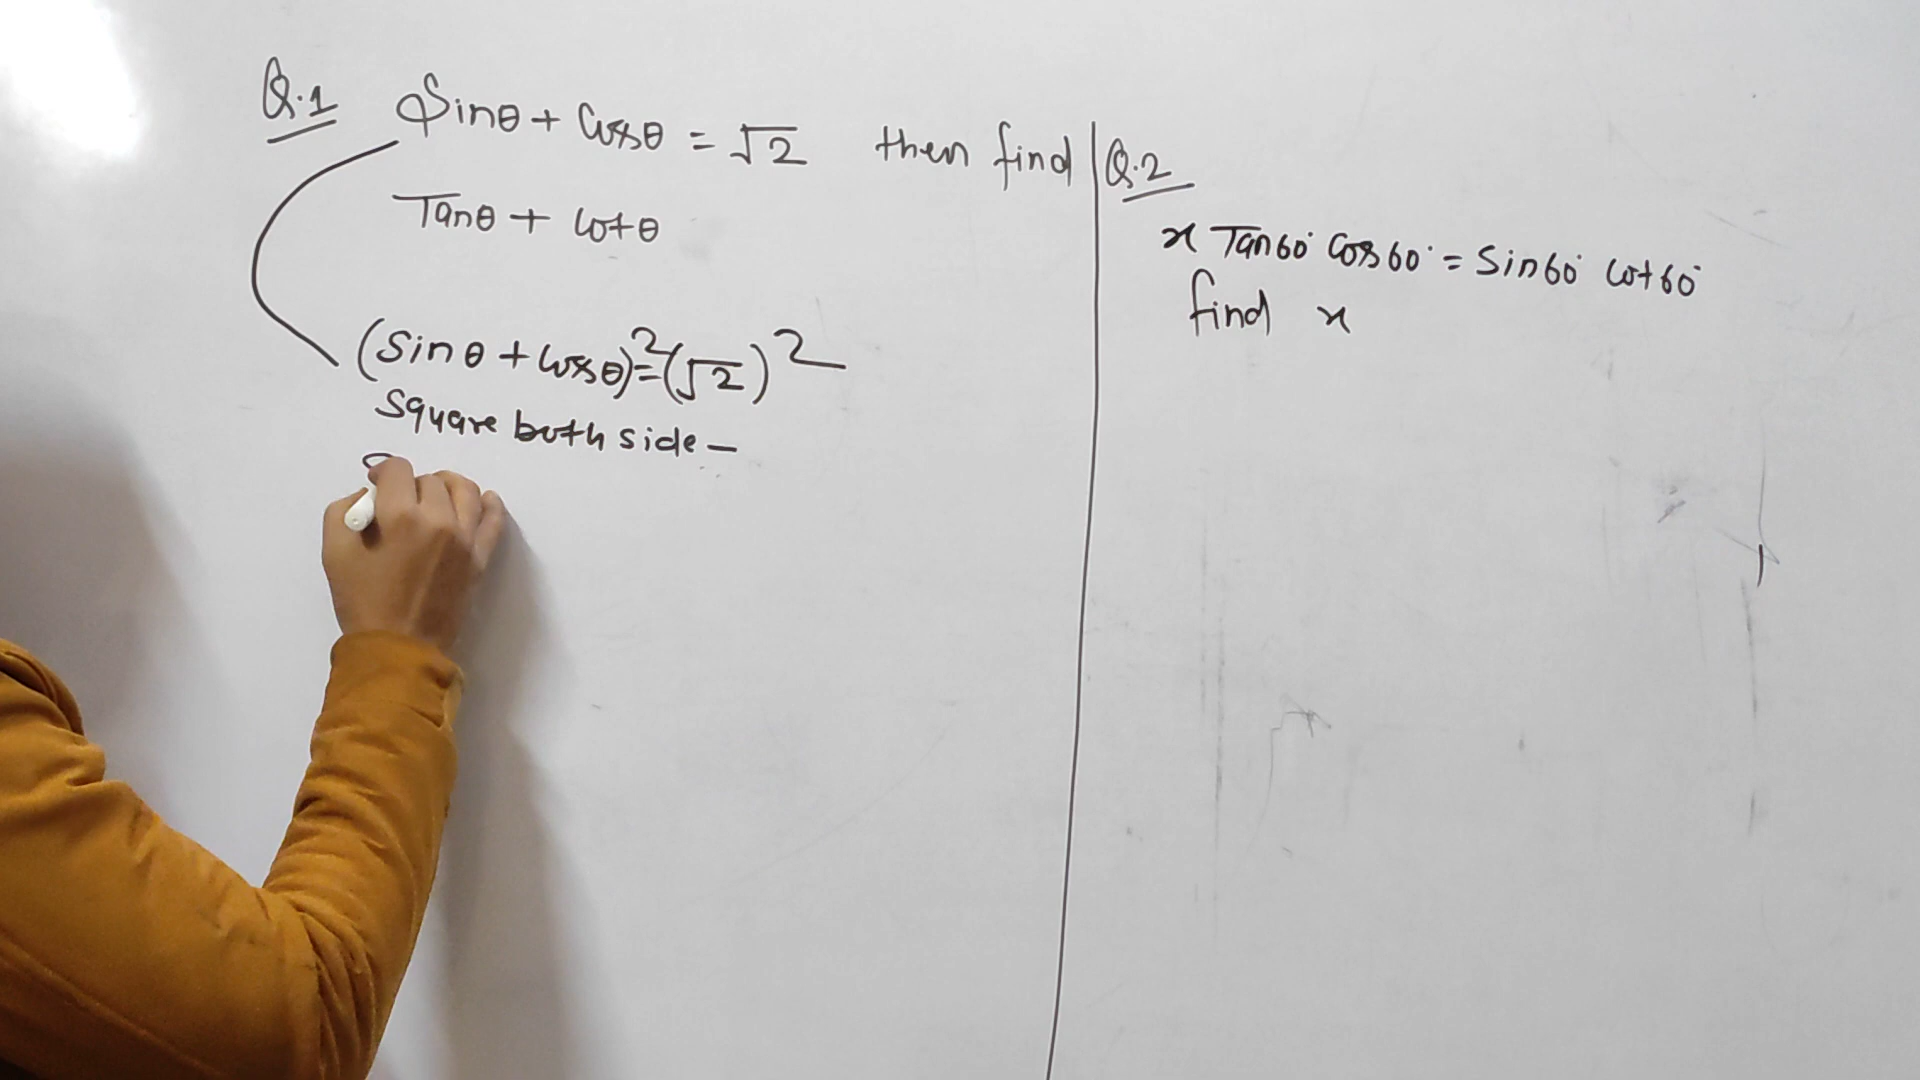 Q.1 Sinθ + Cosθ = √2 then find
Tanθ + Cotθ
(Sinθ + Cosθ)² = (√2)²
Square both side –
Q.2
x Tan60° Cos60° = Sin60° Cot60°
find x